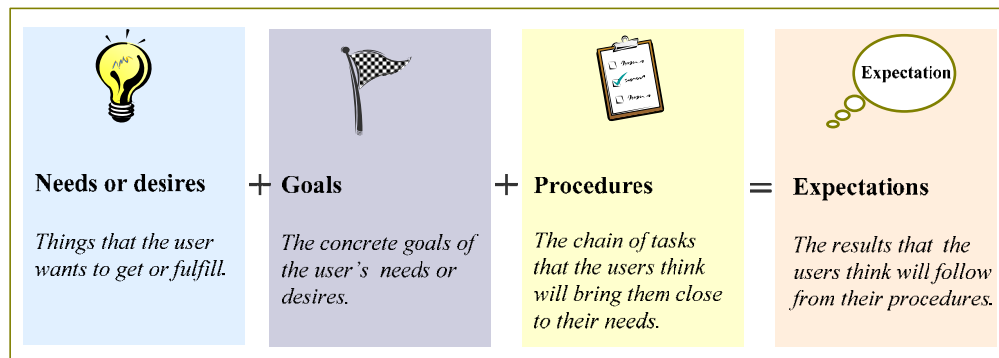 Expectation
Needs or desires
+
Goals
+
Procedures
=
Expectations
Things that the user
wants to get or fulfill.
The concrete goals of
the user's needs or
desires.
The chain of tasks
that the users think
will bring them close
to their needs.
The results that the
users think will follow
from their procedures.